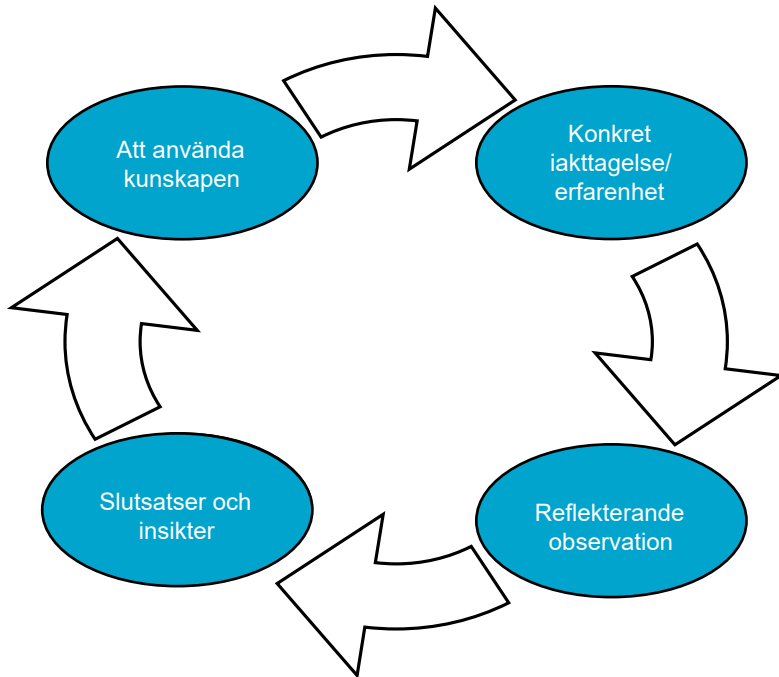 Att använda
kunskapen
Konkret
iakttagelse/
erfarenhet
Slutsatser och
insikter
Reflekterande
observation